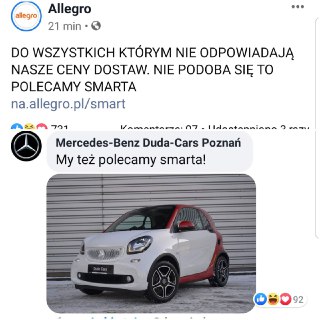 allegro
Allegro
21 min •
DO WSZYSTKICH KTÓRYM NIE ODPOWIADAJĄ
NASZE CENY DOSTAW. NIE PODOBA SIĘ TO
POLECAMY SMARTA
na.allegro.pl/smart
731 Komentarze: 97 • Udostępniono 3 razy
Mercedes-Benz Duda-Cars Poznań
My też polecamy smarta!
Duda-Cars
92